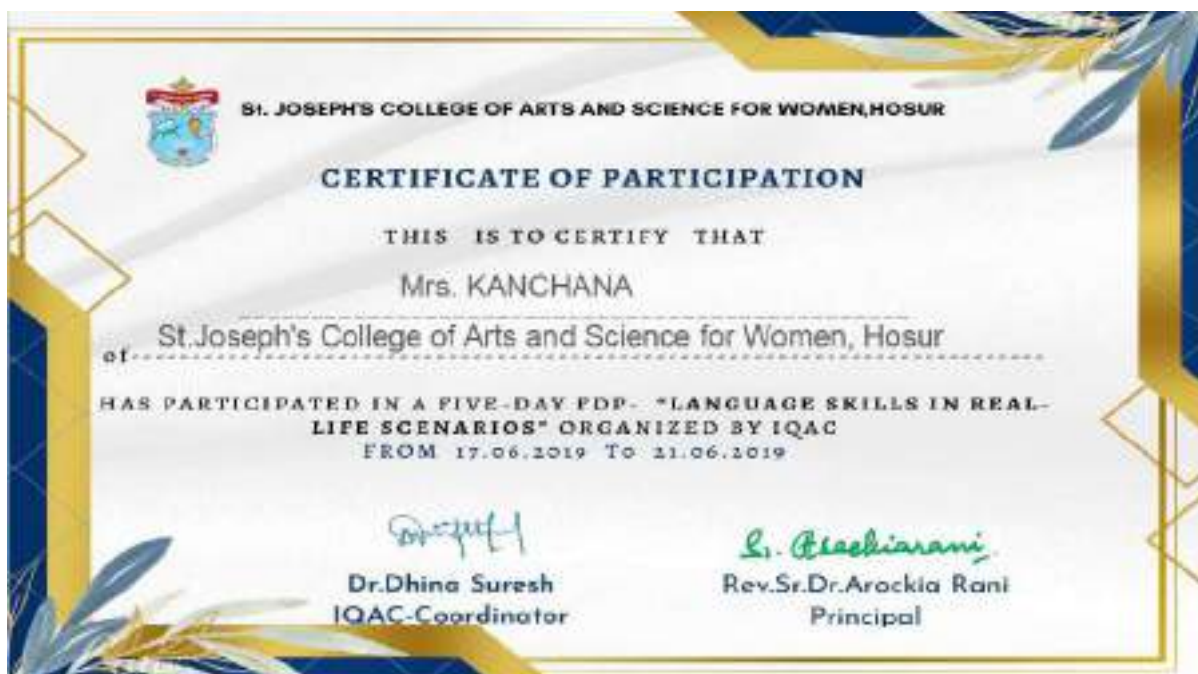 St. JOSEPH'S COLLEGE OF ARTS AND SCIENCE FOR WOMEN,HOSUR
CERTIFICATE OF PARTICIPATION
THIS IS TO CERTIFY THAT
Mrs. KANCHANA
of St.Joseph's College of Arts and Science for Women, Hosur
HAS PARTICIPATED IN A FIVE-DAY FDP- "LANGUAGE SKILLS IN REAL-
LIFE SCENARIOS" ORGANIZED BY IQAC
FROM 17.06.2019 To 21.06.2019
Dr.Dhina Suresh
Rev.Sr.Dr.Arockia Rani
IQAC-Coordinator
Principal